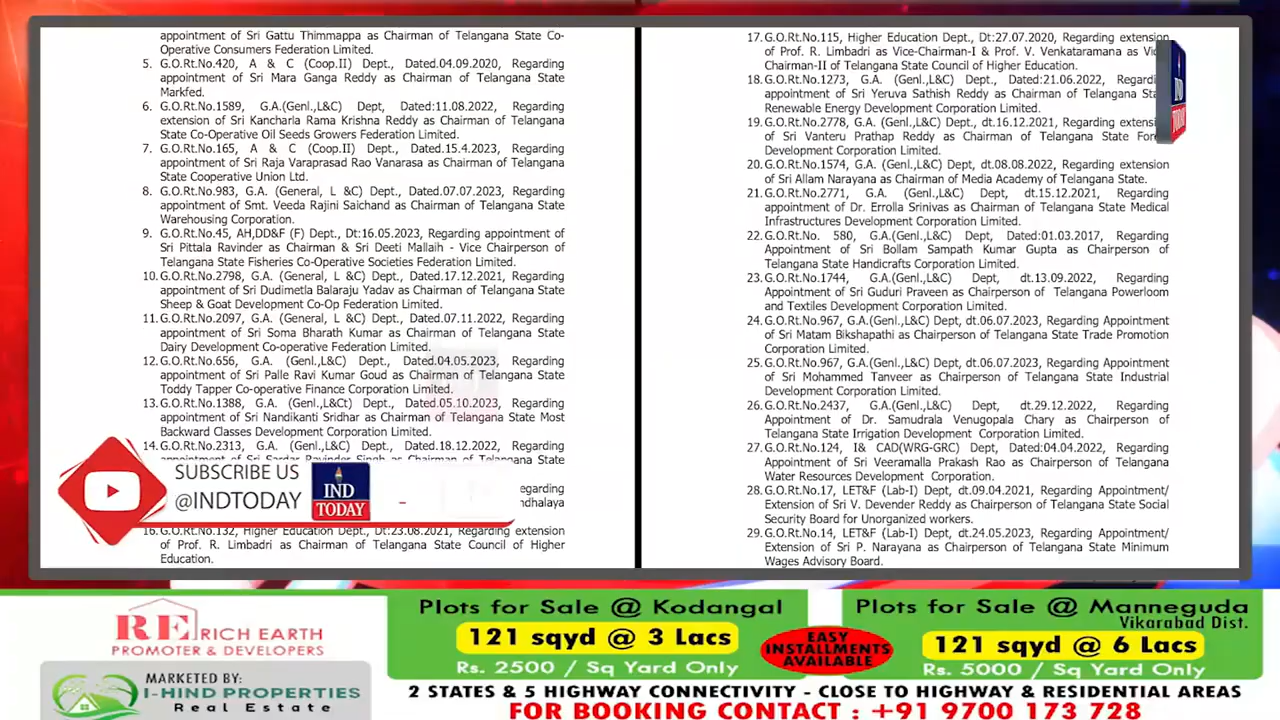 appointment of Sri Gattu Thimmappa as Chairman of Telangana State Co-
Operative Consumers Federation Limited.
5. G.O.Rt.No.420, A & C (Coop.II) Dept., Dated.04.09.2020, Regarding
appointment of Sri Mara Ganga Reddy as Chairman of Telangana State
Markfed.
6. G.O.Rt.No.1589, G.A.(Genl.,L&C) Dept, Dated:11.08.2022, Regarding
extension of Sri Kancharla Rama Krishna Reddy as Chairman of Telangana
State Co-Operative Oil Seeds Growers Federation Limited.
7. G.O.Rt.No.165, A & C (Coop.II) Dept, Dated.15.4.2023, Regarding
appointment of Sri Raja Varaprasad Rao Vanarasa as Chairman of Telangana
State Cooperative Union Ltd.
8. G.O.Rt.No.983, G.A. (General, L &C) Dept., Dated.07.07.2023, Regarding
appointment of Smt. Veeda Rajini Saichand as Chairman of Telangana State
Warehousing Corporation.
9. G.O.Rt.No.45, AH,DD&F (F) Dept., Dt:16.05.2023, Regarding appointment of
Sri Pittala Ravinder as Chairman & Sri Deeti Mallaih - Vice Chairperson of
Telangana State Fisheries Co-Operative Societies Federation Limited.
10. G.O.Rt.No.2798, G.A. (General, L &C) Dept., Dated.17.12.2021, Regarding
appointment of Sri Dudimetla Balaraju Yadav as Chairman of Telangana State
Sheep & Goat Development Co-Op Federation Limited.
11. G.O.Rt.No.2097, G.A. (General, L &C) Dept., Dated.07.11.2022, Regarding
appointment of Sri Soma Bharath Kumar as Chairman of Telangana State
Dairy Development Co-operative Federation Limited.
12. G.O.Rt.No.656, G.A. (Genl.,L&C) Dept., Dated.04.05.2023, Regarding
appointment of Sri Palle Ravi Kumar Goud as Chairman of Telangana State
Toddy Tapper Co-operative Finance Corporation Limited.
13. G.O.Rt.No.1388, G.A. (Genl.,L&Ct) Dept., Dated.05.10.2023, Regarding
appointment of Sri Nandikanti Sridhar as Chairman of Telangana State Most
Backward Classes Development Corporation Limited.
14. G.O.Rt.No.2313, G.A. (Genl.,L&C) Dept., Dated.18.12.2022, Regarding
appointment of Sri Sardar Ravinder Singh as Chairman of Telangana State
egarding
ndhalaya
16. G.O.Rt.No.132, Higher Education Dept., Dt:23.08.2021, Regarding extension
of Prof. R. Limbadri as Chairman of Telangana State Council of Higher
Education.
17. G.O.Rt.No.115, Higher Education Dept., Dt:27.07.2020, Regarding extension
of Prof. R. Limbadri as Vice-Chairman-I & Prof. V. Venkataramana as Vic
Chairman-II of Telangana State Council of Higher Education.
18. G.O.Rt.No.1273, G.A. (Genl.,L&C) Dept., Dated:21.06.2022, Regardi
appointment of Sri Yeruva Sathish Reddy as Chairman of Telangana Sta
Renewable Energy Development Corporation Limited.
19. G.O.Rt.No.2778, G.A. (Genl.,L&C) Dept., dt.16.12.2021, Regarding extensi
of Sri Vanteru Prathap Reddy as Chairman of Telangana State Fore
Development Corporation Limited.
20. G.O.Rt.No.1574, G.A. (Genl.,L&C) Dept, dt.08.08.2022, Regarding extension
of Sri Allam Narayana as Chairman of Media Academy of Telangana State.
21. G.O.Rt.No.2771, G.A. (Genl.,L&C) Dept, dt.15.12.2021, Regarding
appointment of Dr. Errolla Srinivas as Chairman of Telangana State Medical
Infrastructures Development Corporation Limited.
22. G.O.Rt.No. 580, G.A.(Genl.,L&C) Dept, Dated:01.03.2017, Regarding
Appointment of Sri Bollam Sampath Kumar Gupta as Chairperson of
Telangana State Handicrafts Corporation Limited.
23. G.O.Rt.No.1744, G.A.(Genl.,L&C) Dept, dt.13.09.2022, Regarding
Appointment of Sri Guduri Praveen as Chairperson of Telangana Powerloom
and Textiles Development Corporation Limited.
24. G.O.Rt.No.967, G.A.(Genl.,L&C) Dept, dt.06.07.2023, Regarding Appointment
of Sri Matam Bikshapathi as Chairperson of Telangana State Trade Promotion
Corporation Limited.
25. G.O.Rt.No.967, G.A.(Genl.,L&C) Dept, dt.06.07.2023, Regarding Appointment
of Sri Mohammed Tanveer as Chairperson of Telangana State Industrial
Development Corporation Limited.
26. G.O.Rt.No.2437, G.A.(Genl.,L&C) Dept, dt.29.12.2022, Regarding
Appointment of Dr. Samudrala Venugopala Chary as Chairperson of
Telangana State Irrigation Development Corporation Limited.
27. G.O.Rt.No.124, I& CAD(WRG-GRC) Dept, Dated:04.04.2022, Regarding
Appointment of Sri Veeramalla Prakash Rao as Chairperson of Telangana
Water Resources Development Corporation.
28. G.O.Rt.No.17, LET&F (Lab-I) Dept, dt.09.04.2021, Regarding Appointment/
Extension of Sri V. Devender Reddy as Chairperson of Telangana State Social
Security Board for Unorganized workers.
29. G.O.Rt.No.14, LET&F (Lab-I) Dept, dt.24.05.2023, Regarding Appointment/
Extension of Sri P. Narayana as Chairperson of Telangana State Minimum
Wages Advisory Board.
IND
TODAY
SUBSCRIBE US
@INDTODAY
IND
TODAY
RE RICH EARTH
PROMOTER & DEVELOPERS
MARKETED BY:
I-HIND PROPERTIES
Real Estate
Plots for Sale @ Kodangal
121 sqyd @ 3 Lacs
Rs. 2500 / Sq Yard Only
EASY
INSTALLMENTS
AVAILABLE
Plots for Sale @ Manneguda
Vikarabad Dist.
121 sqyd @ 6 Lacs
Rs. 5000 / Sq Yard Only
2 STATES & 5 HIGHWAY CONNECTIVITY - CLOSE TO HIGHWAY & RESIDENTIAL AREAS
FOR BOOKING CONTACT : +91 9700 173 728